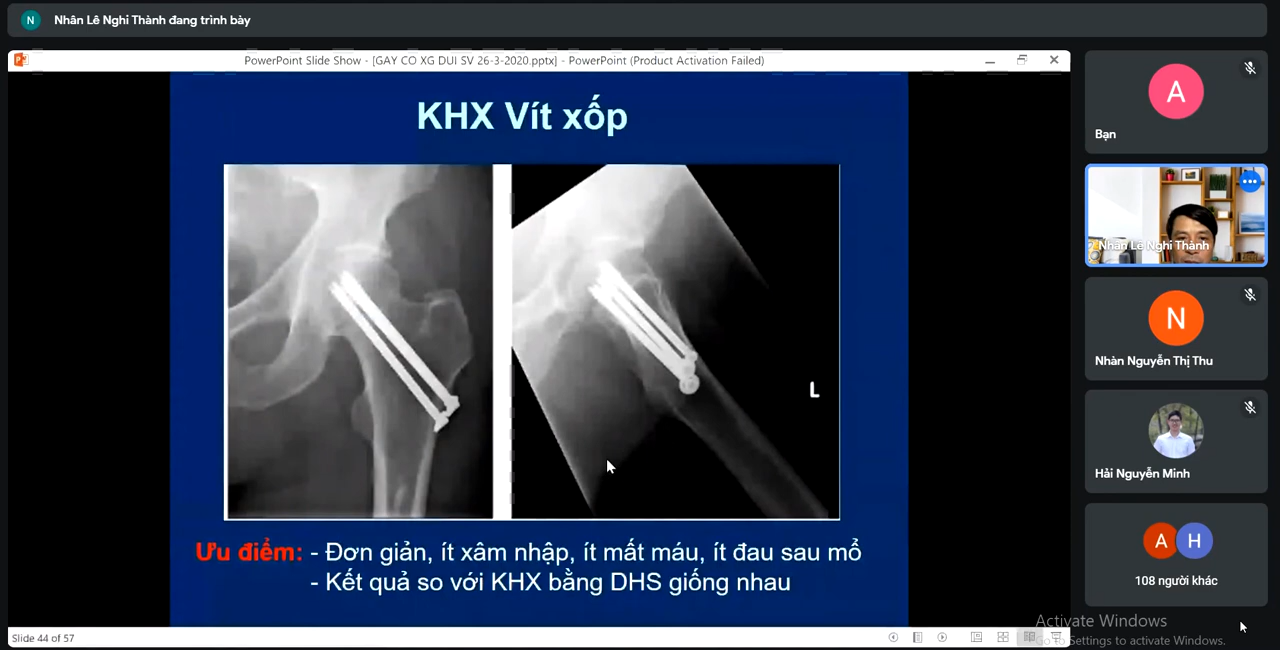 N
Nhân Lê Nghi Thành đang trình bày
PowerPoint Slide Show - [GAY CO XG DUI SV 26-3-2020.pptx] - PowerPoint (Product Activation Failed)
KHX Vít xốp
L
Ưu điểm: - Đơn giản, ít xâm nhập, ít mất máu, ít đau sau mổ
- Kết quả so với KHX bằng DHS giống nhau
Slide 44 of 57
A
Bạn
Nhân Lê Nghi Thành
N
Nhàn Nguyễn Thị Thu
Hải Nguyễn Minh
A H
108 người khác
Activate Windows
Go to Settings to activate Windows.